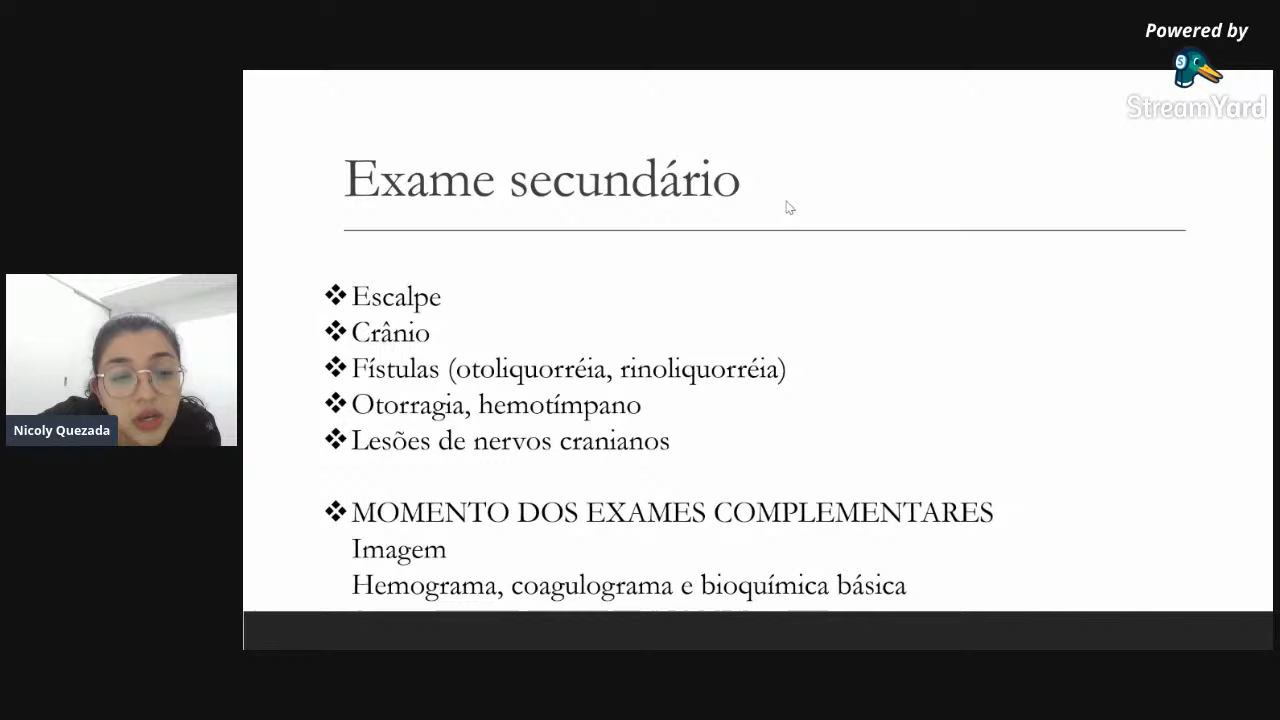 Powered by
StreamYard
Exame secundário
❖Escalpe
❖Crânio
❖Fístulas (otoliquorréia, rinoliquorréia)
❖Otorragia, hemotímpano
❖Lesões de nervos cranianos
❖MOMENTO DOS EXAMES COMPLEMENTARES
Imagem
Hemograma, coagulograma e bioquímica básica
Nicoly Quezada